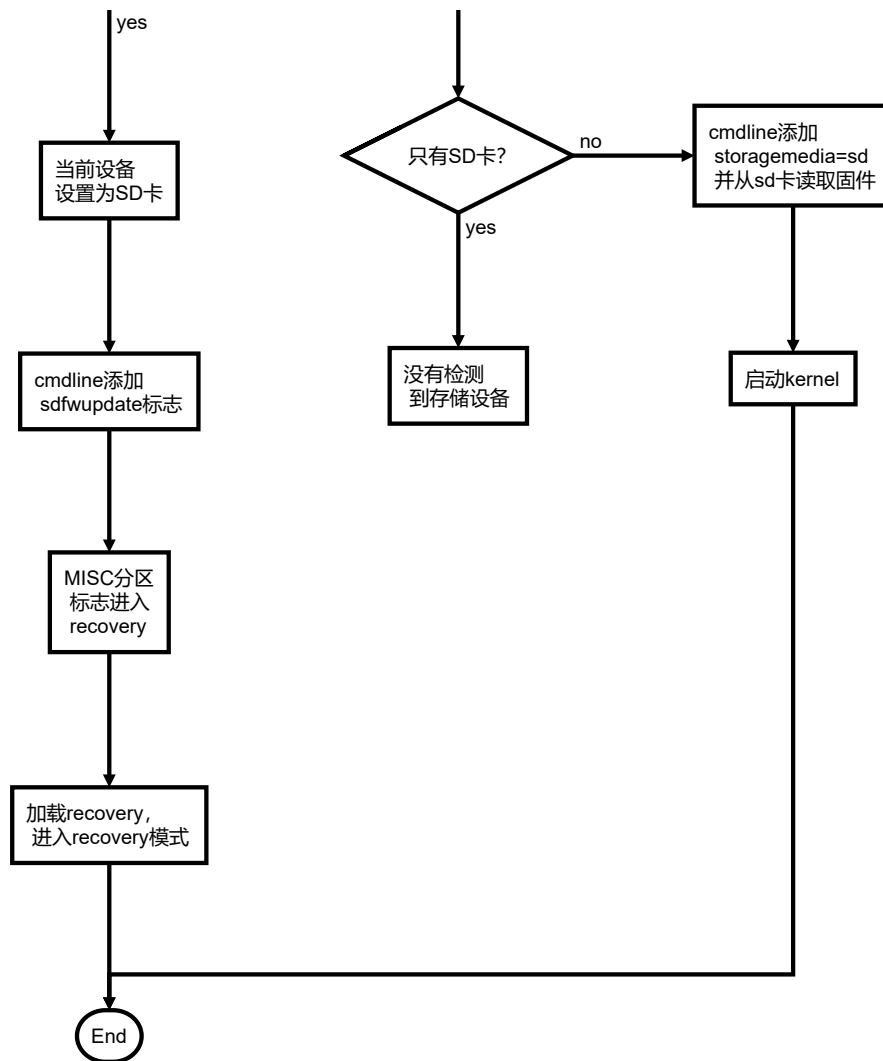 yes
当前设备
设置为SD卡
cmdline添加
sdfwupdate标志
MISC分区
标志进入
recovery
加载recovery，
进入recovery模式
End
只有SD卡？
no
yes
没有检测
到存储设备
cmdline添加
storagemedia=sd
并从sd卡读取固件
启动kernel